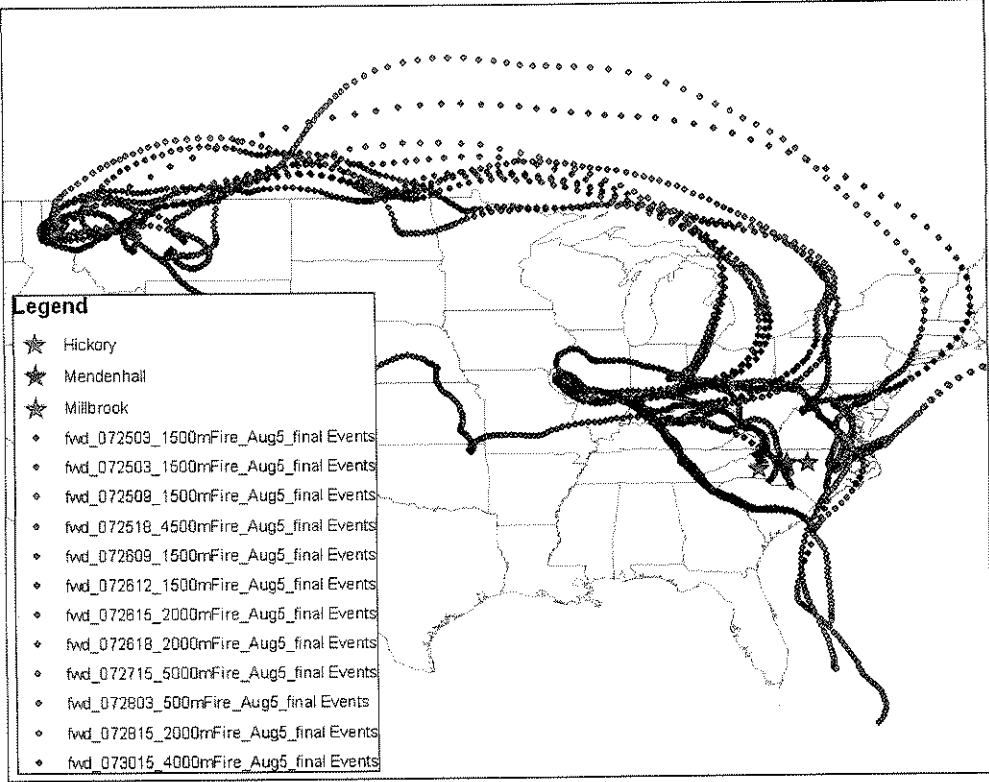 Legend
Hickory
Mendenhall
Millbrook
fwd_072503_1500mFire_Aug5_final Events
fwd_072503_1500mFire_Aug5_final Events
fwd_072509_1500mFire_Aug5_final Events
fwd_072518_4500mFire_Aug5_final Events
fwd_072609_1500mFire_Aug5_final Events
fwd_072612_1500mFire_Aug5_final Events
fwd_072615_2000mFire_Aug5_final Events
fwd_072618_2000mFire_Aug5_final Events
fwd_072715_5000mFire_Aug5_final Events
fwd_072803_500mFire_Aug5_final Events
fwd_072815_2000mFire_Aug5_final Events
fwd_073015_4000mFire_Aug5_final Events